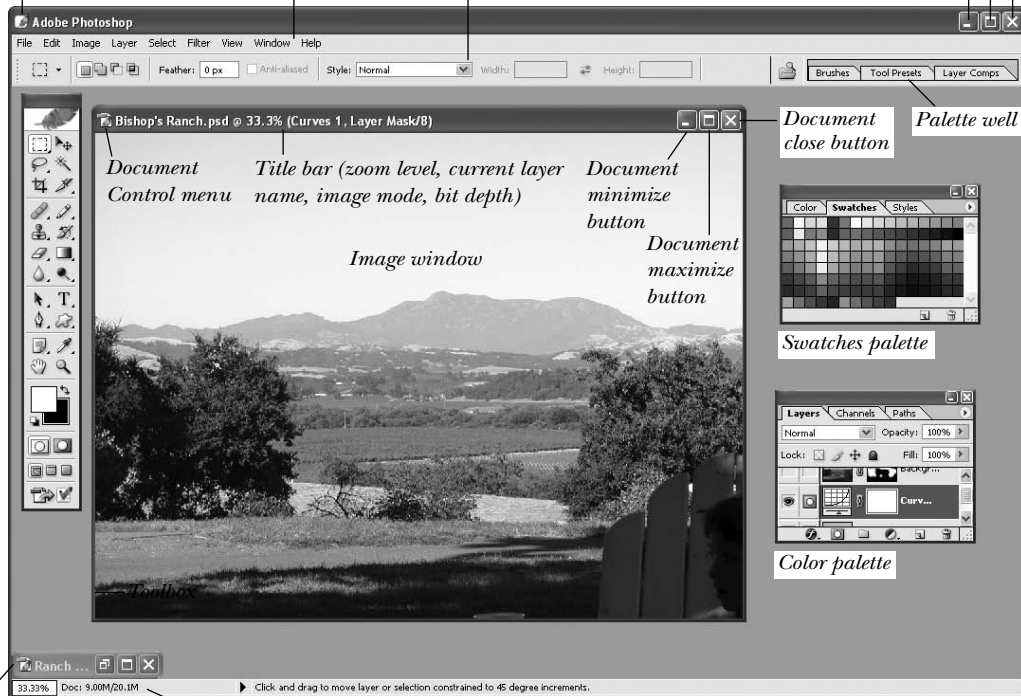 Adobe Photoshop
File Edit Image Layer Select Filter View Window Help
Feather: 0 px Anti-aliased Style: Normal Width: Height: Brushes Tool Presets Layer Comps
Bishop's Ranch.psd @ 33.3% (Curves 1, Layer Mask/8)
Document
close button
Palette well
Document
Control menu
Title bar (zoom level, current layer
name, image mode, bit depth)
Document
minimize
button
Document
maximize
button
Image window
Color Swatches Styles
Swatches palette
Layers Channels Paths
Normal Opacity: 100%
Lock: Fill: 100%
Backgr...
Curv...
Color palette
Toolbox
Ranch ...
33.33% Doc: 9.00M/20.1M Click and drag to move layer or selection constrained to 45 degree increments.